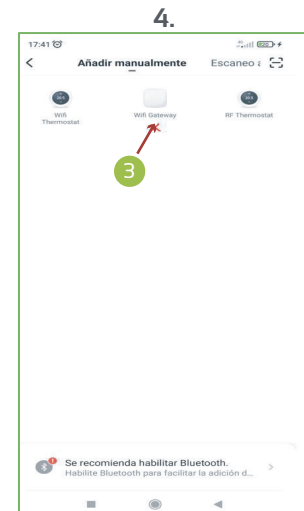 4.
17:41
Añadir manualmente Escaneo a
Wifi Thermostat
Wifi Gateway
RF Thermostat
3
Se recomienda habilitar Bluetooth.
Habilite Bluetooth para facilitar la adición d...